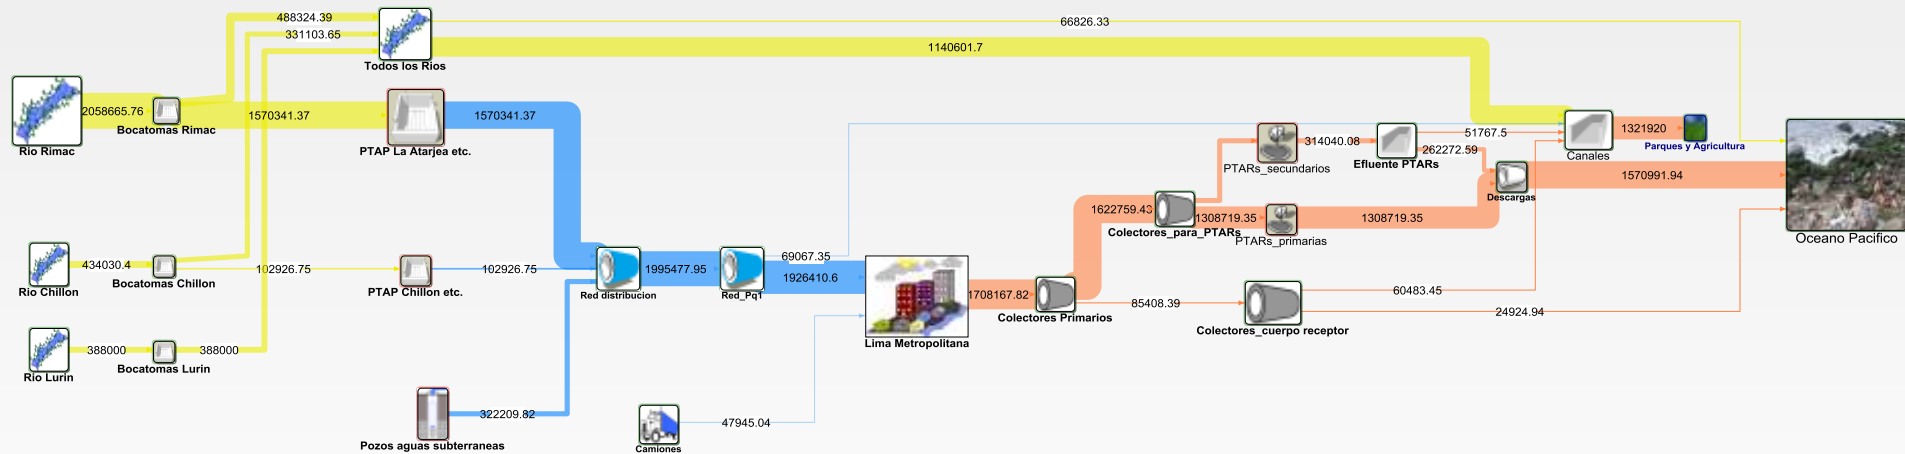 488324.39
66826.33
331103.65
1140601.7
Todos los Rios
2058665.76
Bocatomas Rimac
1570341.37
1570341.37
Rio Rimac
PTAP La Atarjea etc.
314040.08
51767.5
262272.59
Efluente PTARs
PTARs_secundarios
Canales
1321920
Parques y Agricultura
1570991.94
Descargas
Oceano Pacifico
1622759.43
Colectores_para_PTARs
1308719.35
PTARs_primarias
1308719.35
434030.4
Rio Chillon
Bocatomas Chillon
102926.75
PTAP Chillon etc.
102926.75
Red distribucion
1995477.95
Red_Pq1
69067.35
1926410.6
Lima Metropolitana
1708167.82
Colectores Primarios
85408.39
Colectores_cuerpo receptor
60483.45
24924.94
388000
Rio Lurin
Bocatomas Lurin
388000
322209.82
Pozos aguas subterraneas
47945.04
Camiones